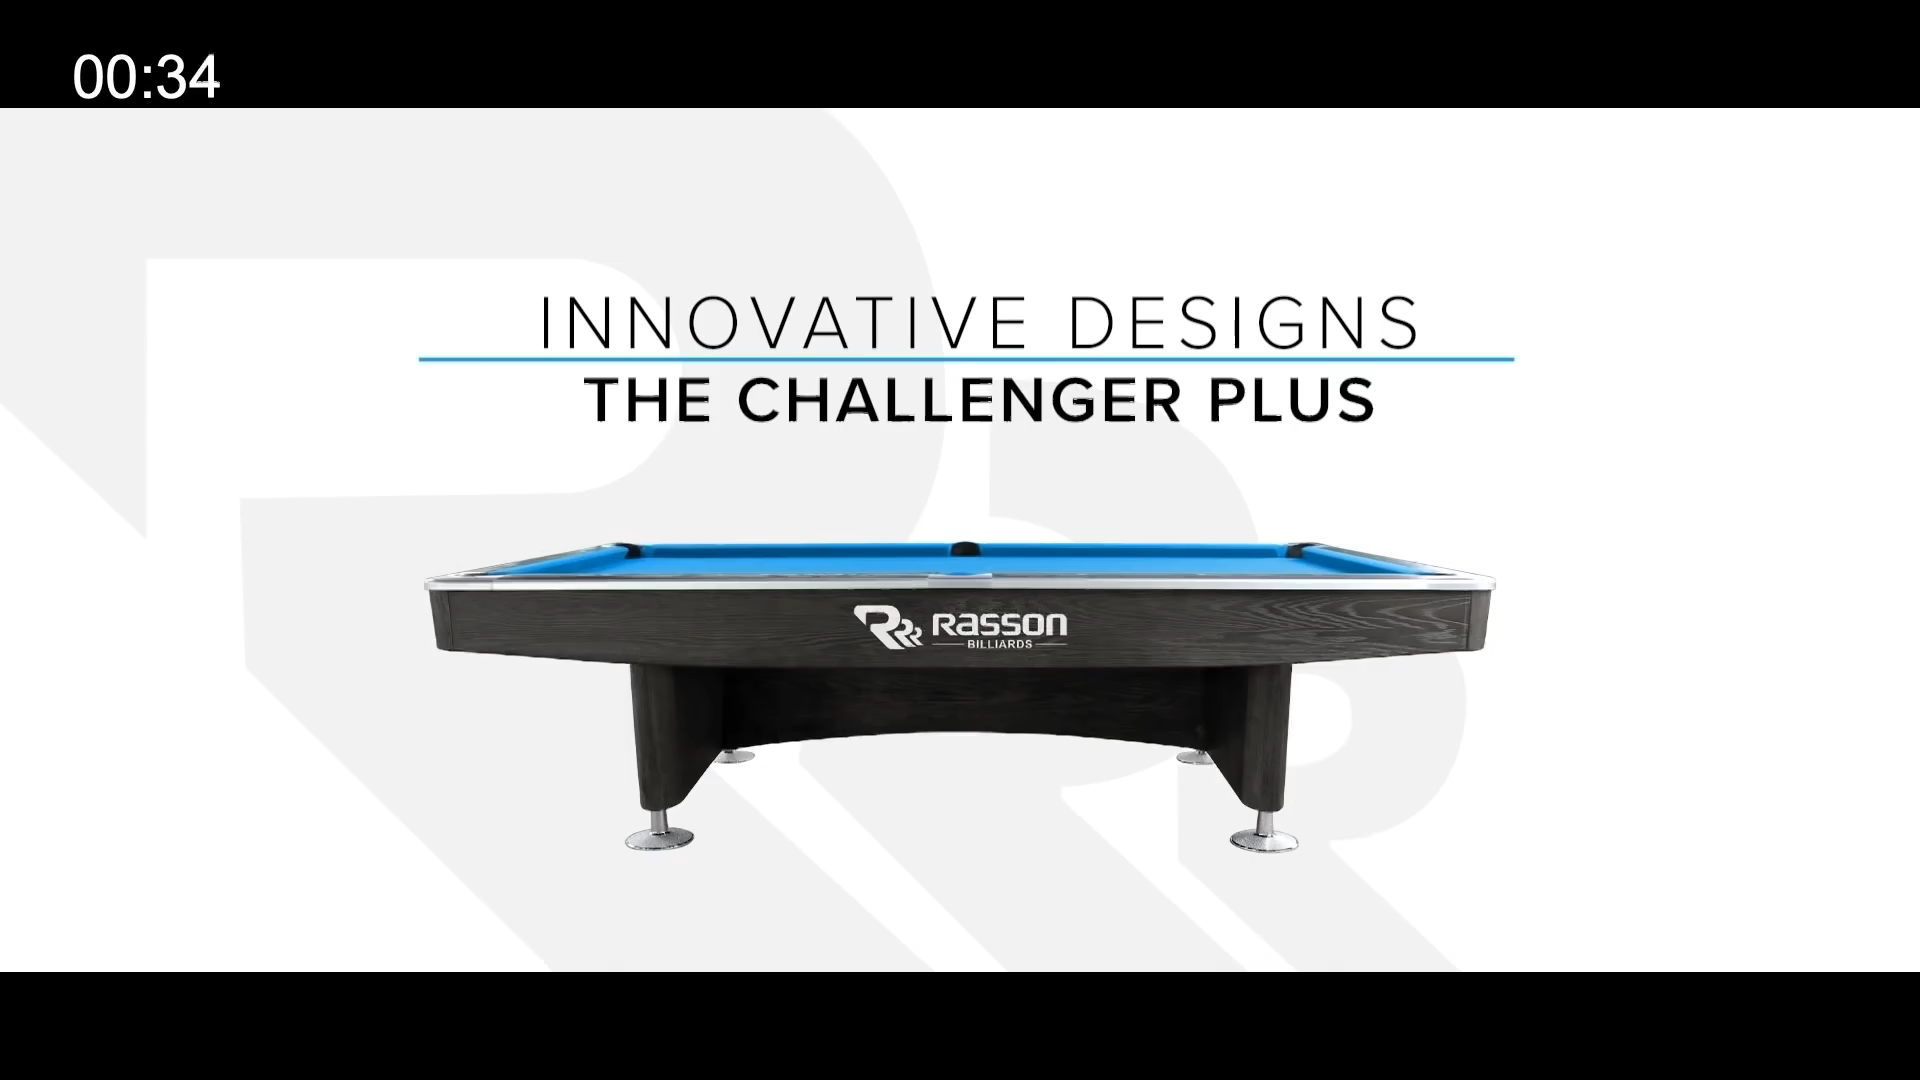 00:34
INNOVATIVE DESIGNS
THE CHALLENGER PLUS
Rasson
BILLIARDS